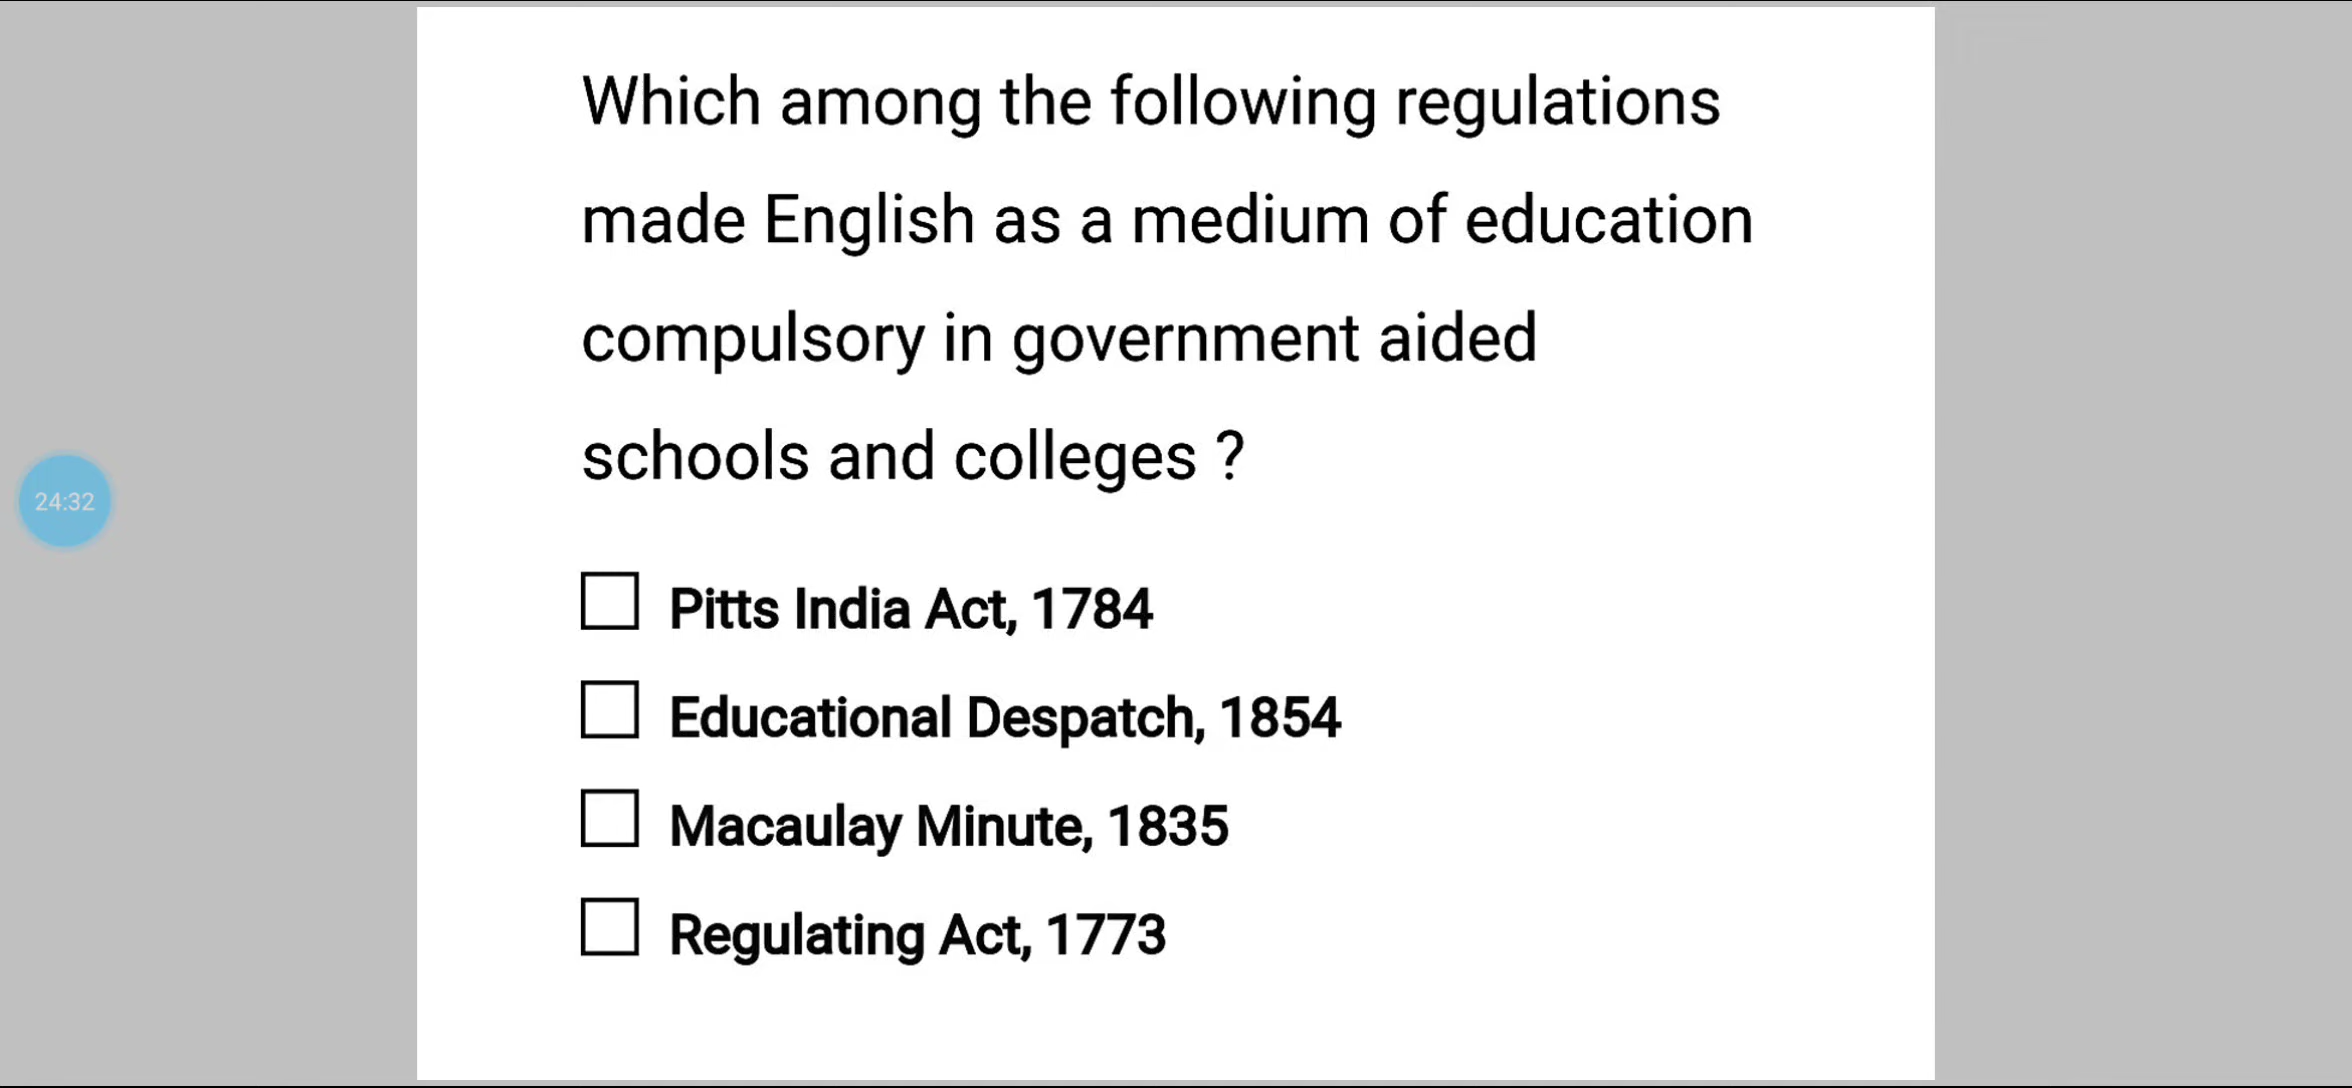 Which among the following regulations
made English as a medium of education
compulsory in government aided
schools and colleges ?
24:32
Pitts India Act, 1784
Educational Despatch, 1854
Macaulay Minute, 1835
Regulating Act, 1773